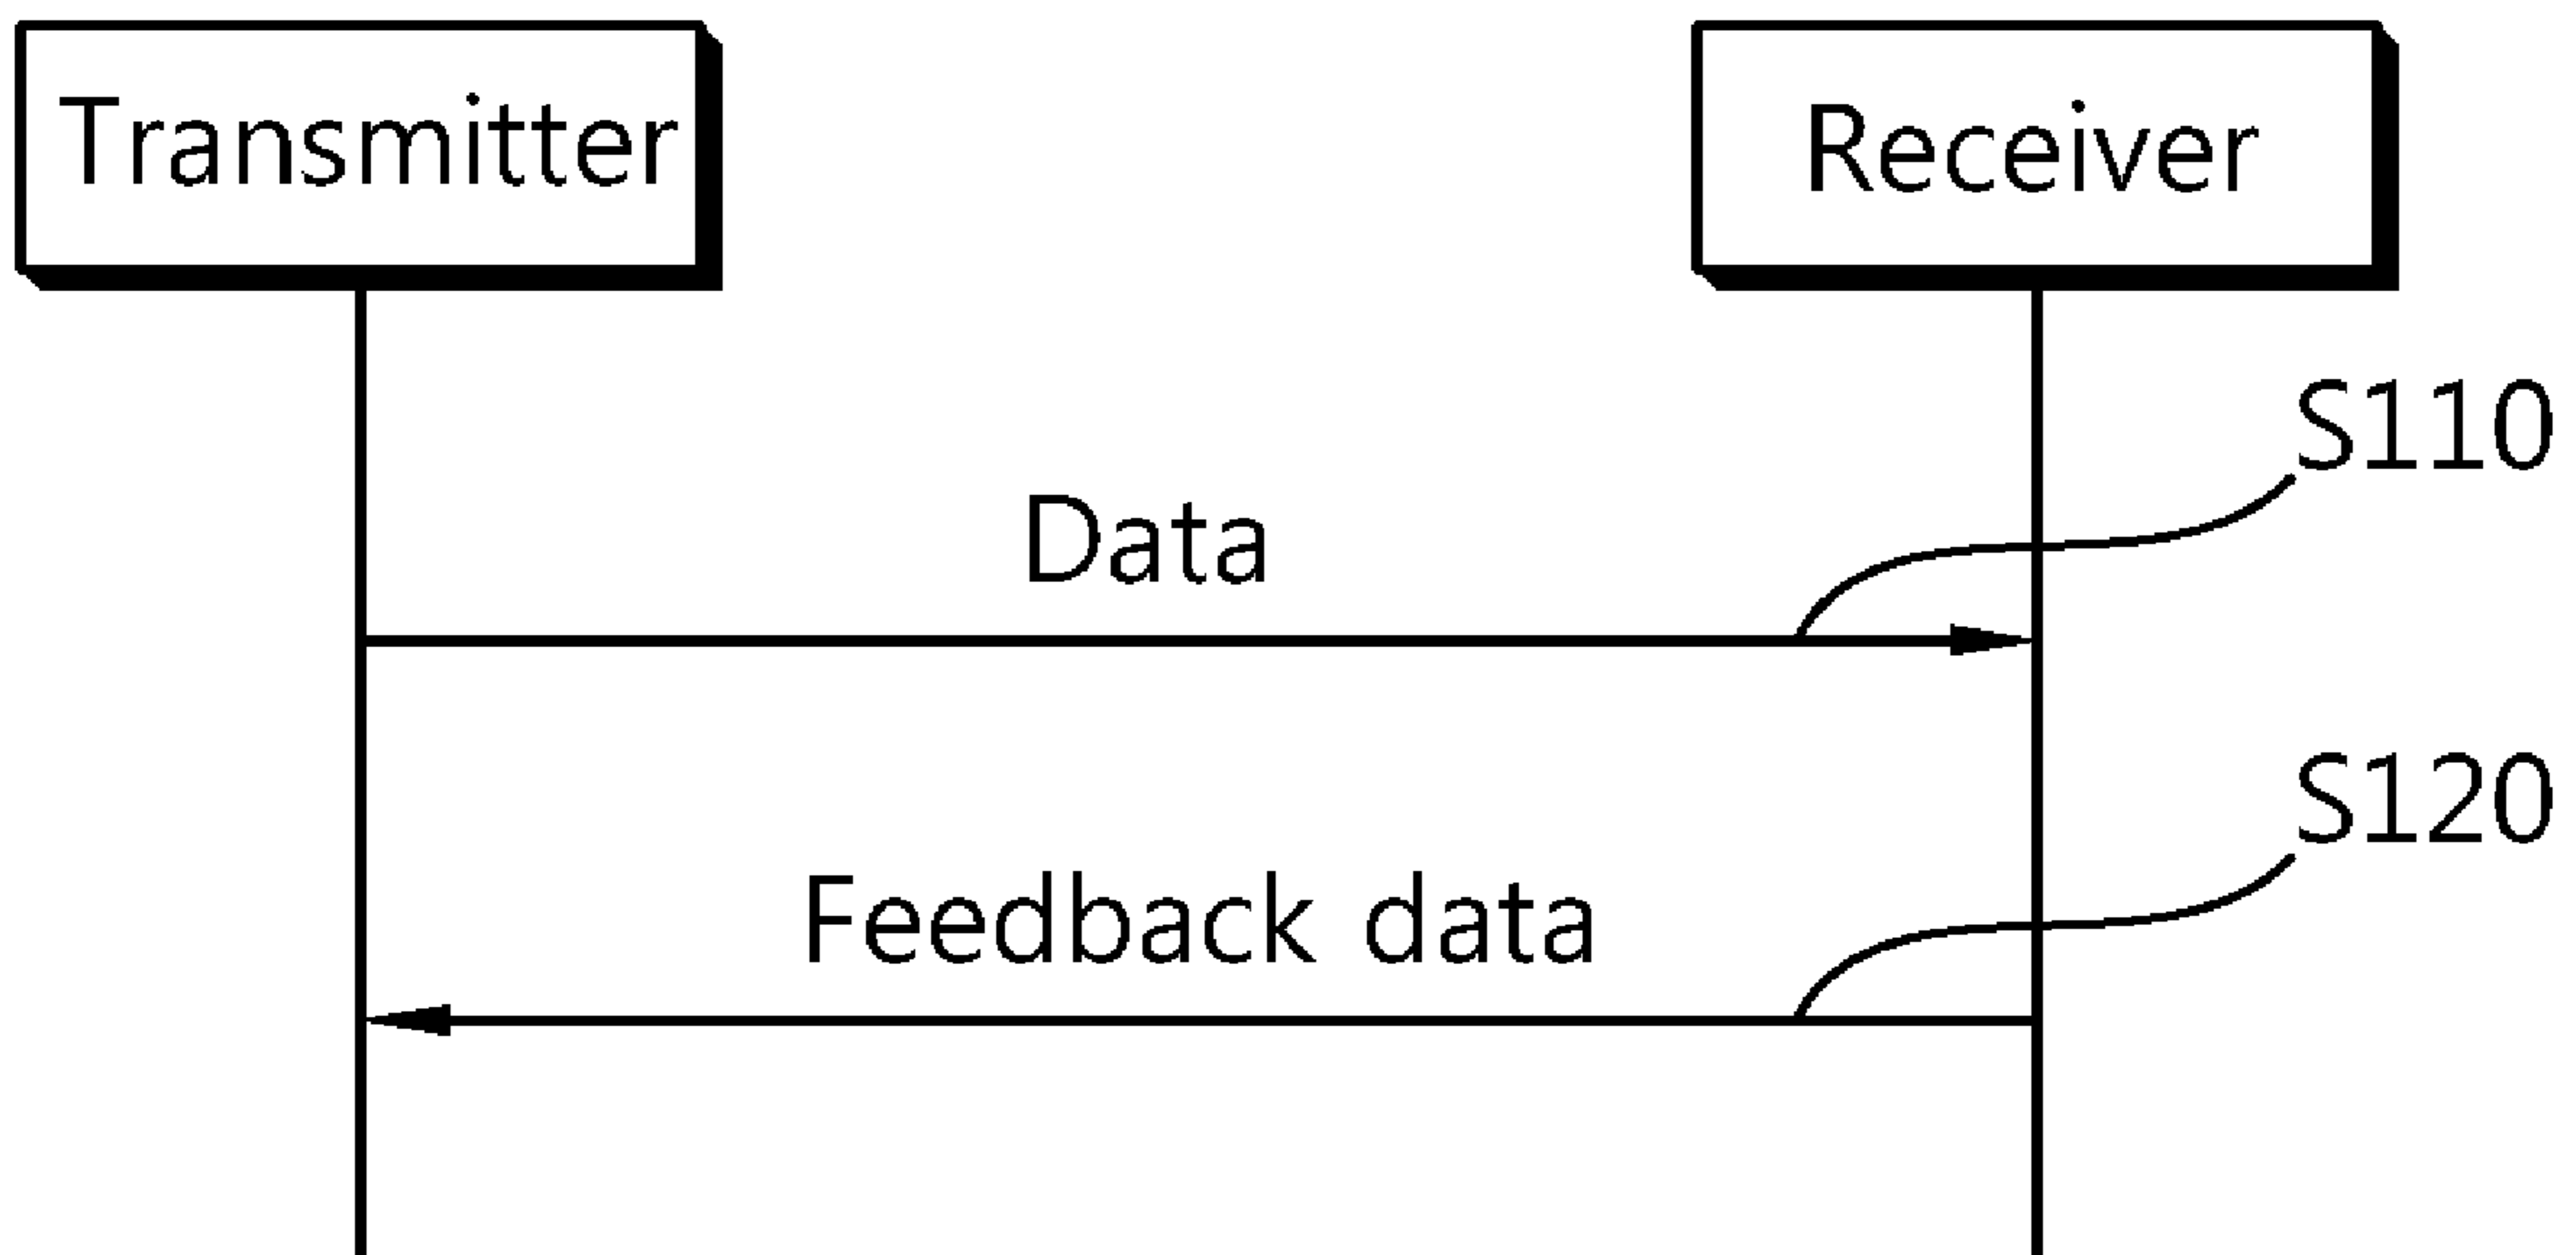 Transmitter
Receiver
S110
Data
S120
Feedback data